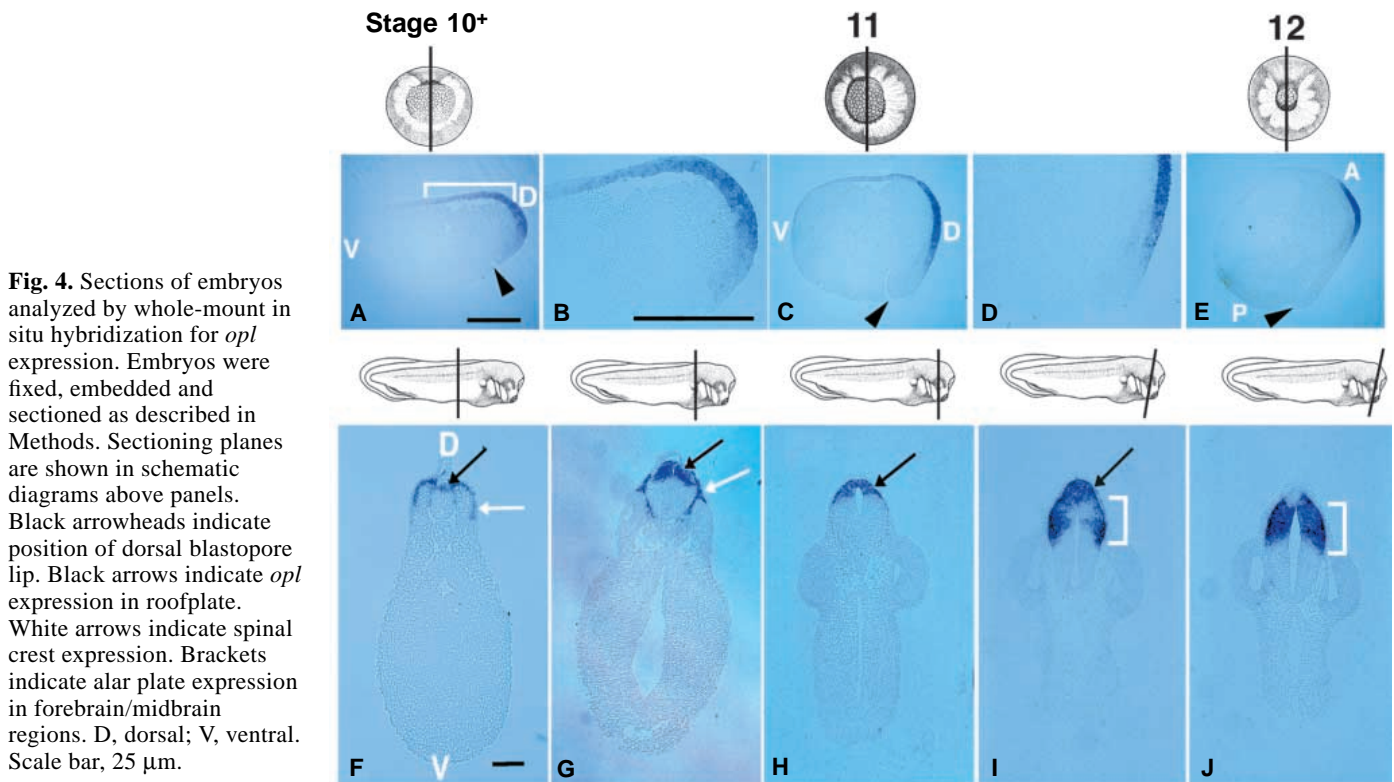 Stage 10+
11
12
D
V
A
B
V
D
C
D
A
P
E
Fig. 4. Sections of embryos
analyzed by whole-mount in
situ hybridization for opl
expression. Embryos were
fixed, embedded and
sectioned as described in
Methods. Sectioning planes
are shown in schematic
diagrams above panels.
Black arrowheads indicate
position of dorsal blastopore
lip. Black arrows indicate opl
expression in roofplate.
White arrows indicate spinal
crest expression. Brackets
indicate alar plate expression
in forebrain/midbrain
regions. D, dorsal; V, ventral.
Scale bar, 25 μm.
D
V
F
G
H
I
J